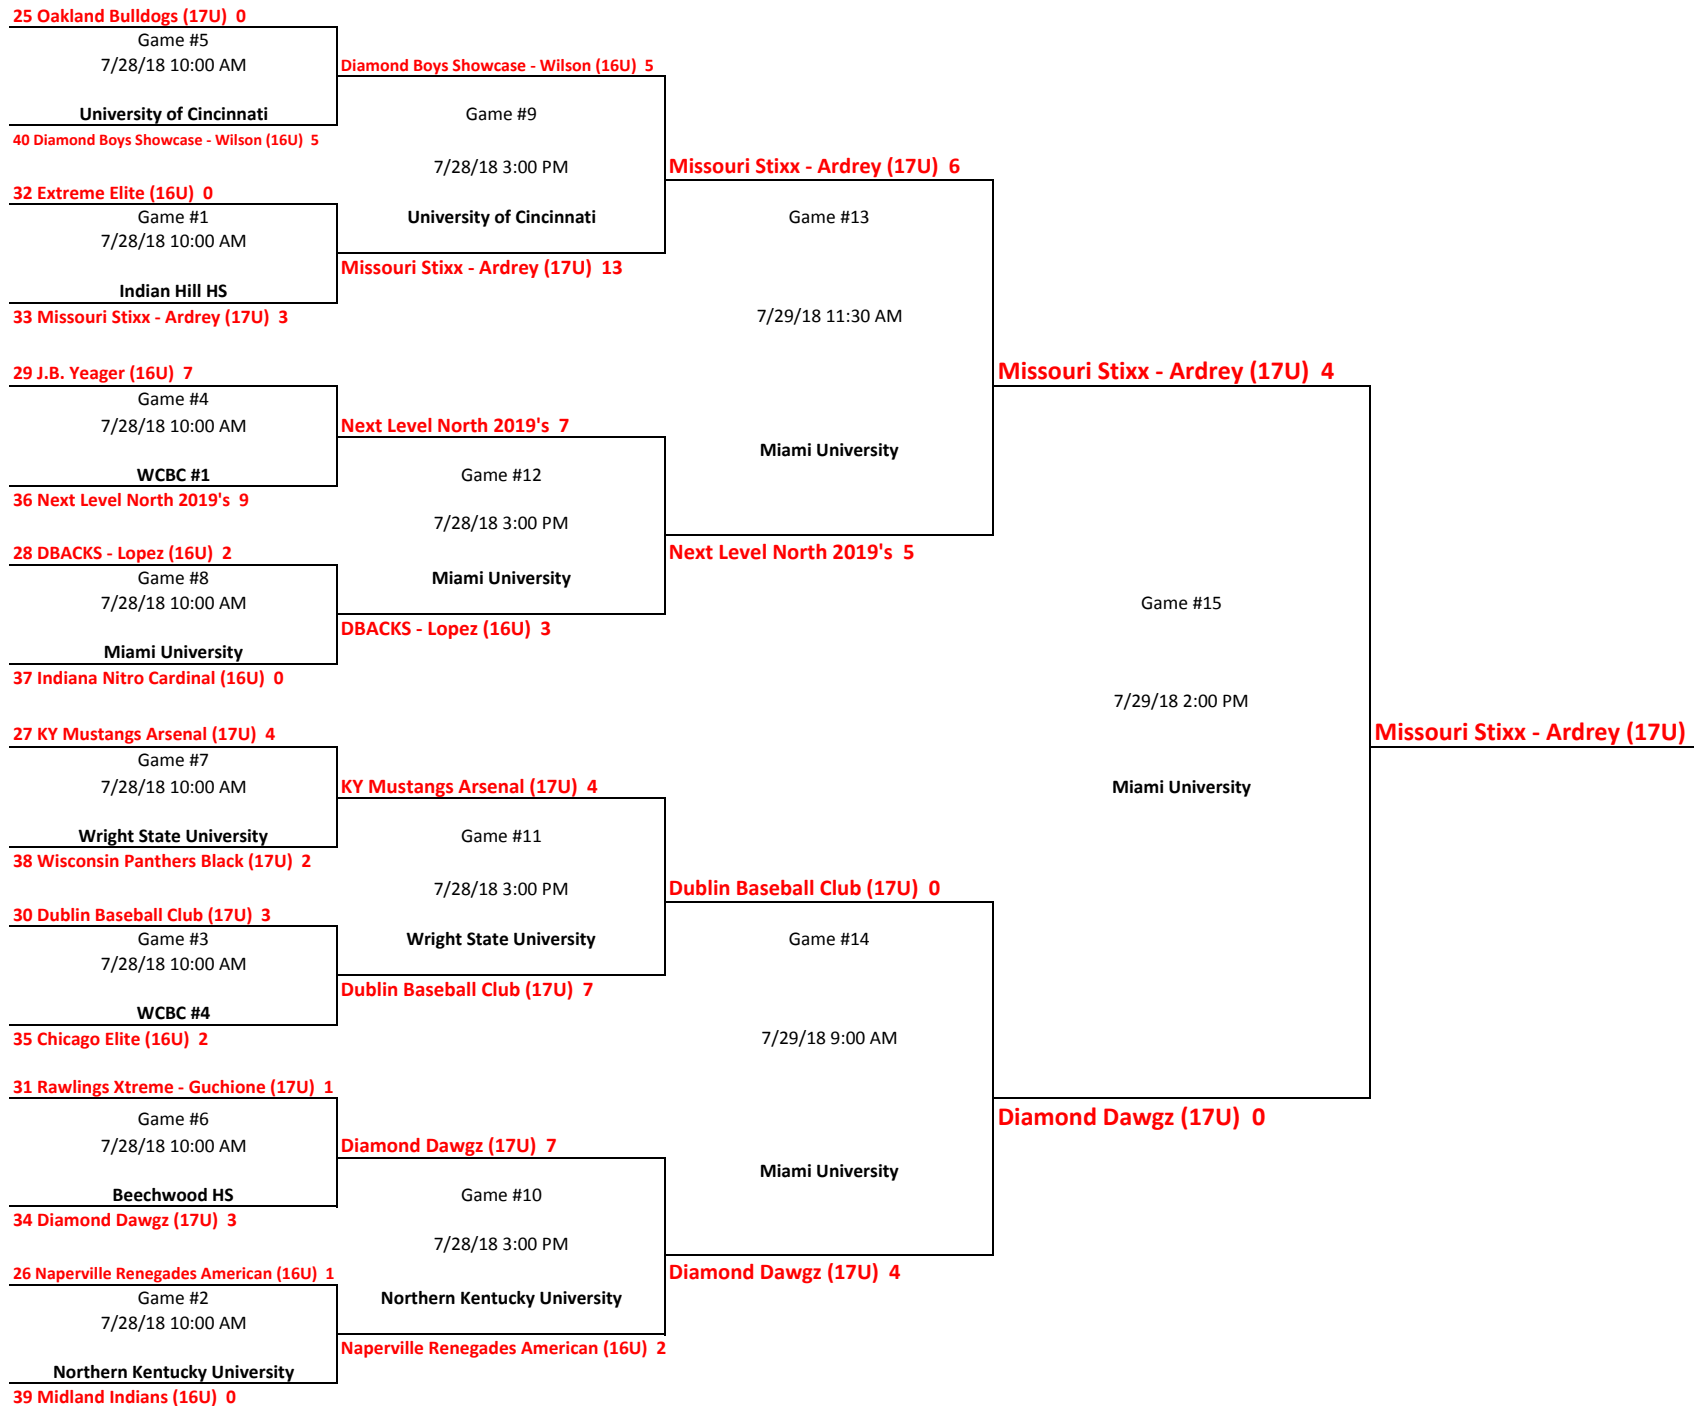 25 Oakland Bulldogs (17U)  0
Game #5
7/28/18 10:00 AM
University of Cincinnati
40 Diamond Boys Showcase - Wilson (16U)  5
32 Extreme Elite (16U)  0
Game #1
7/28/18 10:00 AM
Indian Hill HS
33 Missouri Stixx - Ardrey (17U)  3
29 J.B. Yeager (16U)  7
Game #4
7/28/18 10:00 AM
WCBC #1
36 Next Level North 2019's  9
28 DBACKS - Lopez (16U)  2
Game #8
7/28/18 10:00 AM
Miami University
37 Indiana Nitro Cardinal (16U)  0
27 KY Mustangs Arsenal (17U)  4
Game #7
7/28/18 10:00 AM
Wright State University
38 Wisconsin Panthers Black (17U)  2
30 Dublin Baseball Club (17U)  3
Game #3
7/28/18 10:00 AM
WCBC #4
35 Chicago Elite (16U)  2
31 Rawlings Xtreme - Guchione (17U)  1
Game #6
7/28/18 10:00 AM
Beechwood HS
34 Diamond Dawgz (17U)  3
26 Naperville Renegades American (16U)  1
Game #2
7/28/18 10:00 AM
Northern Kentucky University
39 Midland Indians (16U)  0
Diamond Boys Showcase - Wilson (16U)  5
Game #9
7/28/18 3:00 PM
University of Cincinnati
Missouri Stixx - Ardrey (17U)  13
Next Level North 2019's  7
Game #12
7/28/18 3:00 PM
Miami University
DBACKS - Lopez (16U)  3
KY Mustangs Arsenal (17U)  4
Game #11
7/28/18 3:00 PM
Wright State University
Dublin Baseball Club (17U)  7
Diamond Dawgz (17U)  7
Game #10
7/28/18 3:00 PM
Northern Kentucky University
Naperville Renegades American (16U)  2
Missouri Stixx - Ardrey (17U)  6
Game #13
7/29/18 11:30 AM
Miami University
Next Level North 2019's  5
Dublin Baseball Club (17U)  0
Game #14
7/29/18 9:00 AM
Miami University
Diamond Dawgz (17U)  4
Missouri Stixx - Ardrey (17U)  4
Game #15
7/29/18 2:00 PM
Miami University
Diamond Dawgz (17U)  0
Missouri Stixx - Ardrey (17U)